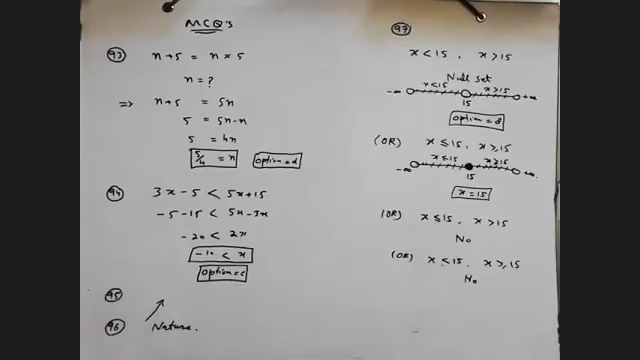 MCQ's
93 n+5 = n×5
n = ?
⇒ n+5 = 5n
5 = 5n-n
5 = 4n
5/4 = n option=d
94 3x-5 < 5x+15
-5-15 < 5x-3x
-20 < 2x
-10 < x
option=c
95
96 Nature.
97
x<15, x>15
Null set
x<15 x>15
-∞ 15 +∞
option=d
(OR) x≤15, x≥15
x≤15 x≥15
-∞ 15 +∞
x=15
(OR) x≤15, x>15
No
(OR) x<15, x≥15
No